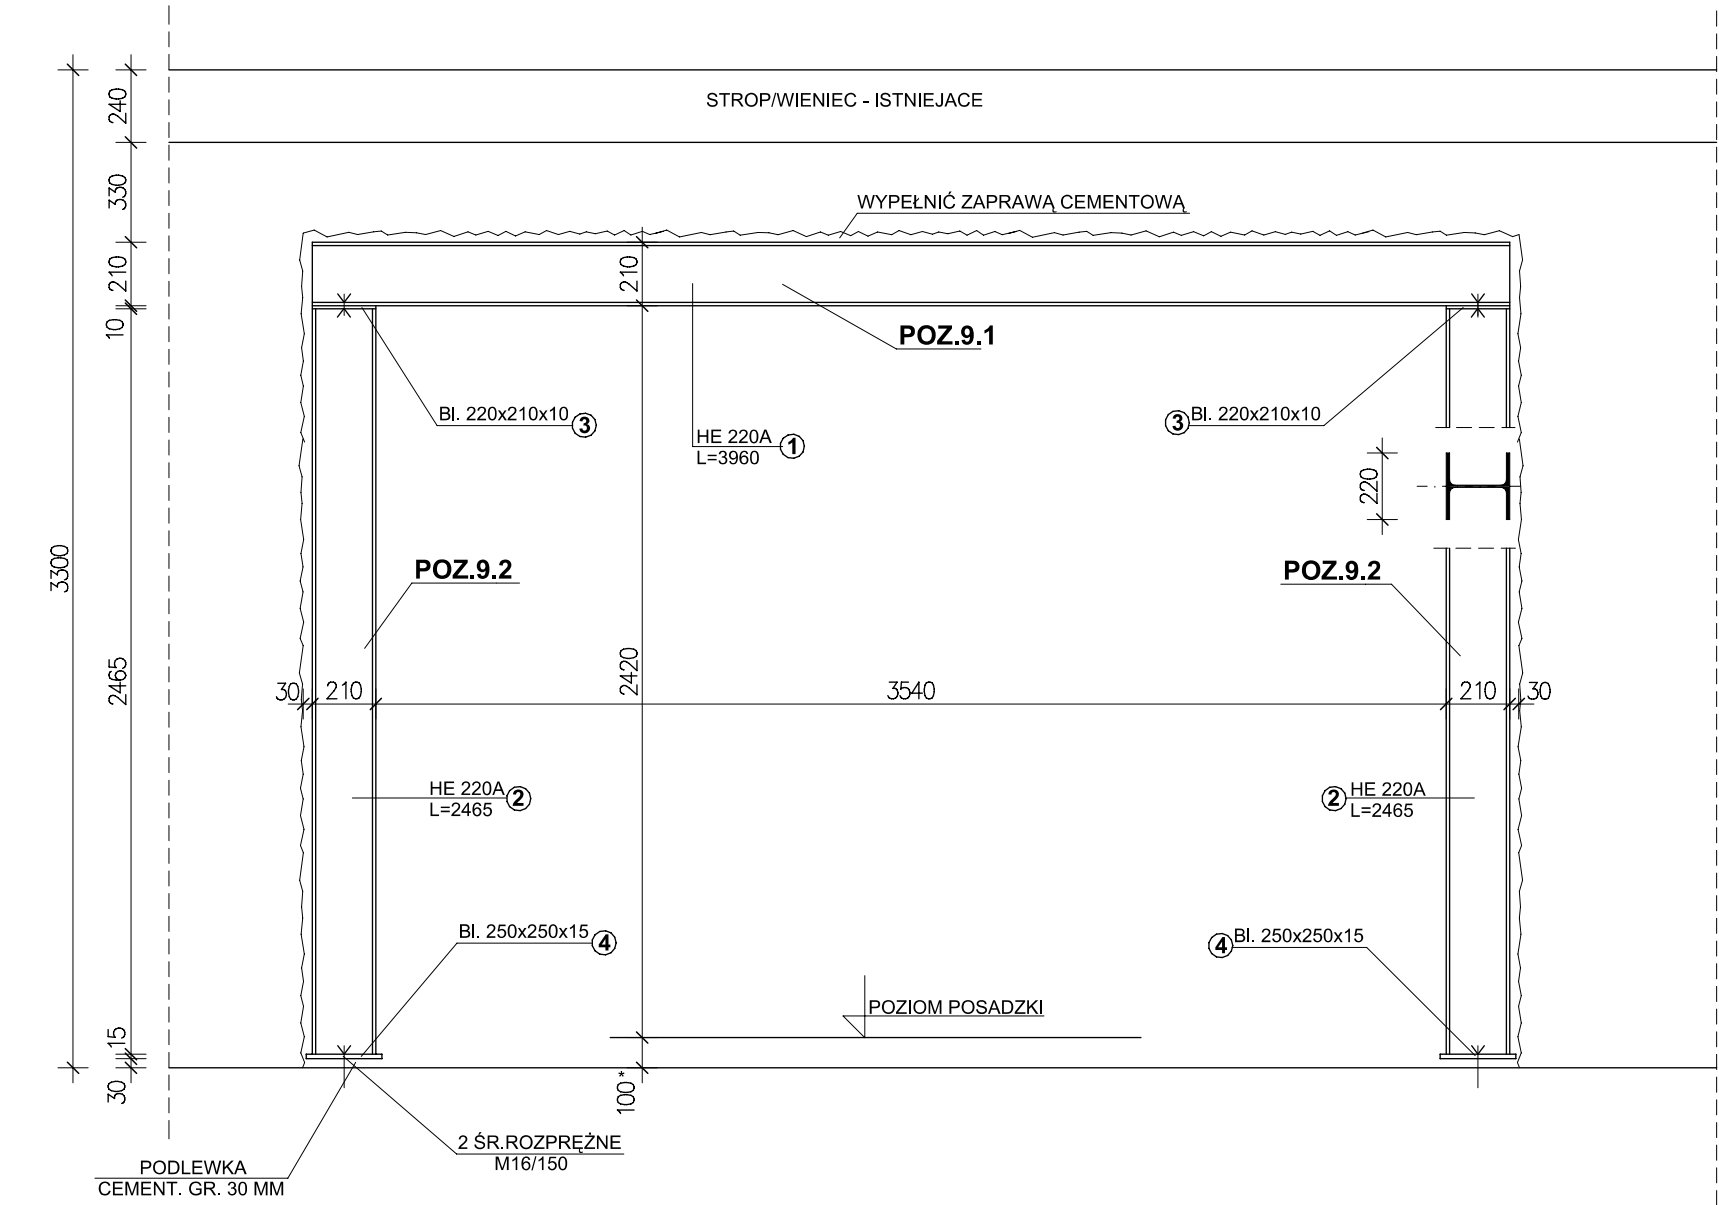 STROP/WIENIEC - ISTNIEJACE
240
330
WYPEŁNIĆ ZAPRAWĄ CEMENTOWĄ
210
210
10
POZ.9.1
Bl. 220x210x10 3
3 Bl. 220x210x10
HE 220A 1
L=3960
220
3300
POZ.9.2
POZ.9.2
2465
2420
30 210 3540 210 30
HE 220A 2
L=2465
2 HE 220A
L=2465
Bl. 250x250x15 4
4 Bl. 250x250x15
POZIOM POSADZKI
15
30
100*
2 ŚR.ROZPRĘŻNE
M16/150
PODLEWKA
CEMENT. GR. 30 MM